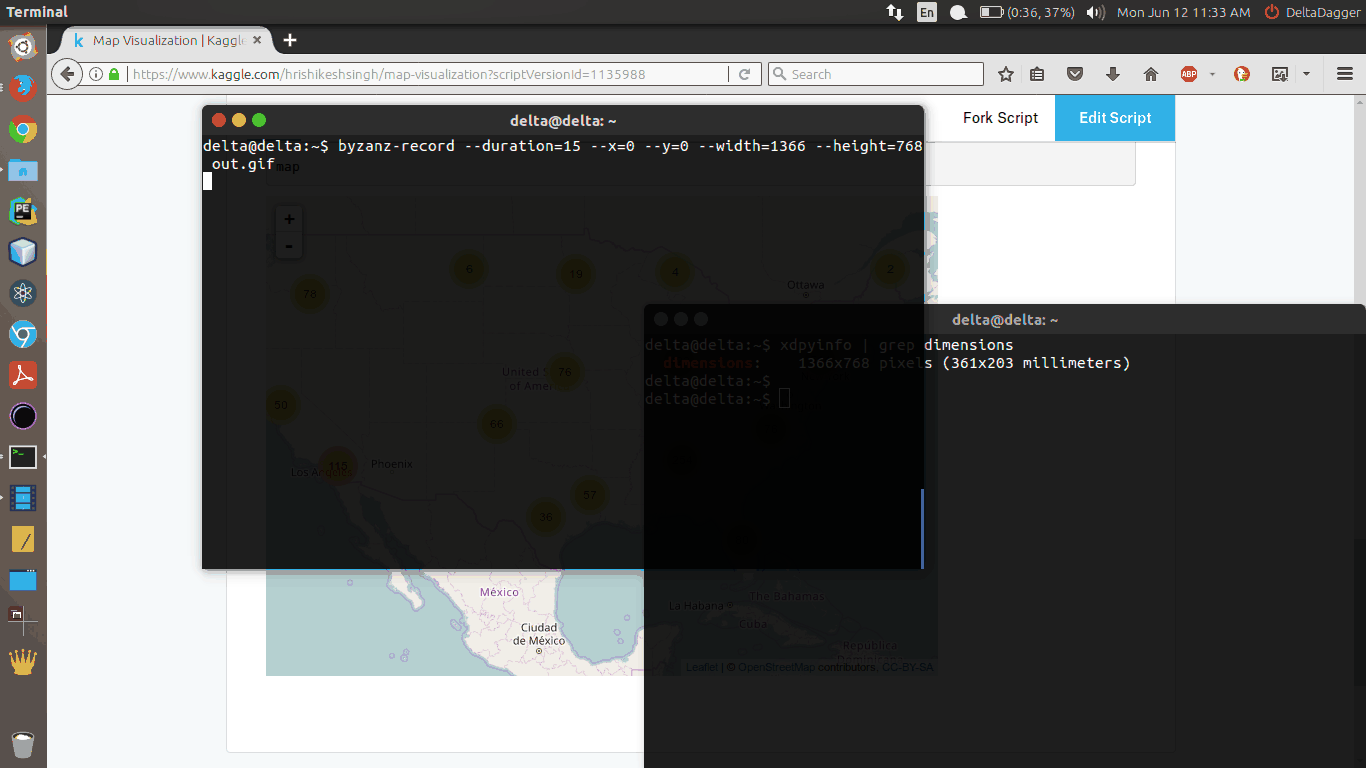 Terminal
En
(0:36, 37%)
Mon Jun 12 11:33 AM
DeltaDagger
Map Visualization | Kaggle
https://www.kaggle.com/hrishikeshsingh/map-visualization?scriptVersionId=1135988
Search
ABP
Fork Script
Edit Script
delta@delta: ~
delta@delta:~$ byzanz-record --duration=15 --x=0 --y=0 --width=1366 --height=768
out.gif
map
+
-
6
19
4
2
78
Ottawa
delta@delta: ~
delta@delta:~$ xdpyinfo | grep dimensions
dimensions: 1366x768 pixels (361x203 millimeters)
delta@delta:~$
delta@delta:~$
United S
of Ame
76
50
66
115
Los Angeles
Phoenix
57
36
México
Ciudad
de México
La Habana
The Bahamas
Cuba
República
Leaflet | © OpenStreetMap contributors, CC-BY-SA
PE